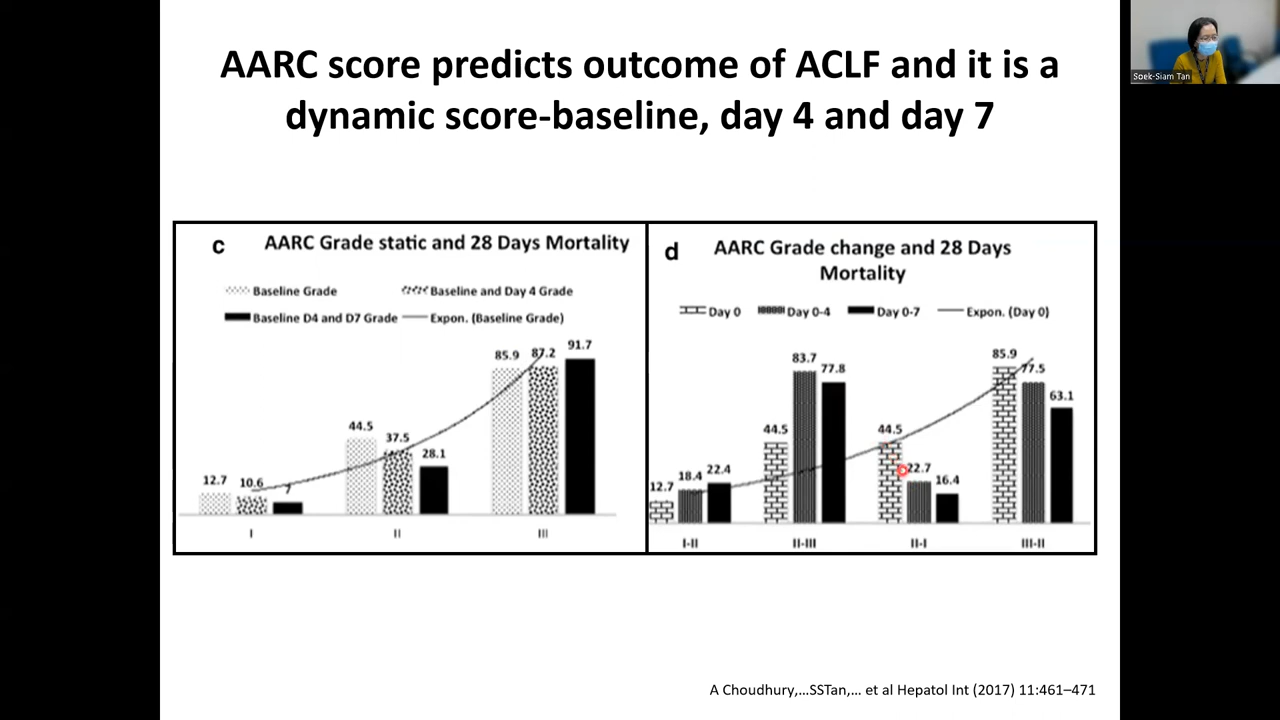 AARC score predicts outcome of ACLF and it is a
dynamic score-baseline, day 4 and day 7
Soek-Siam Tan
c
AARC Grade static and 28 Days Mortality
Baseline Grade
Baseline and Day 4 Grade
Baseline D4 and D7 Grade
Expon. (Baseline Grade)
12.7
10.6
7
44.5
37.5
28.1
85.9
87.2
91.7
I
II
III
d
AARC Grade change and 28 Days
Mortality
Day 0
Day 0-4
Day 0-7
Expon. (Day 0)
12.7
18.4
22.4
44.5
83.7
77.8
44.5
22.7
16.4
85.9
77.5
63.1
I-II
II-III
II-I
III-II
A Choudhury,...SSTan,... et al Hepatol Int (2017) 11:461–471